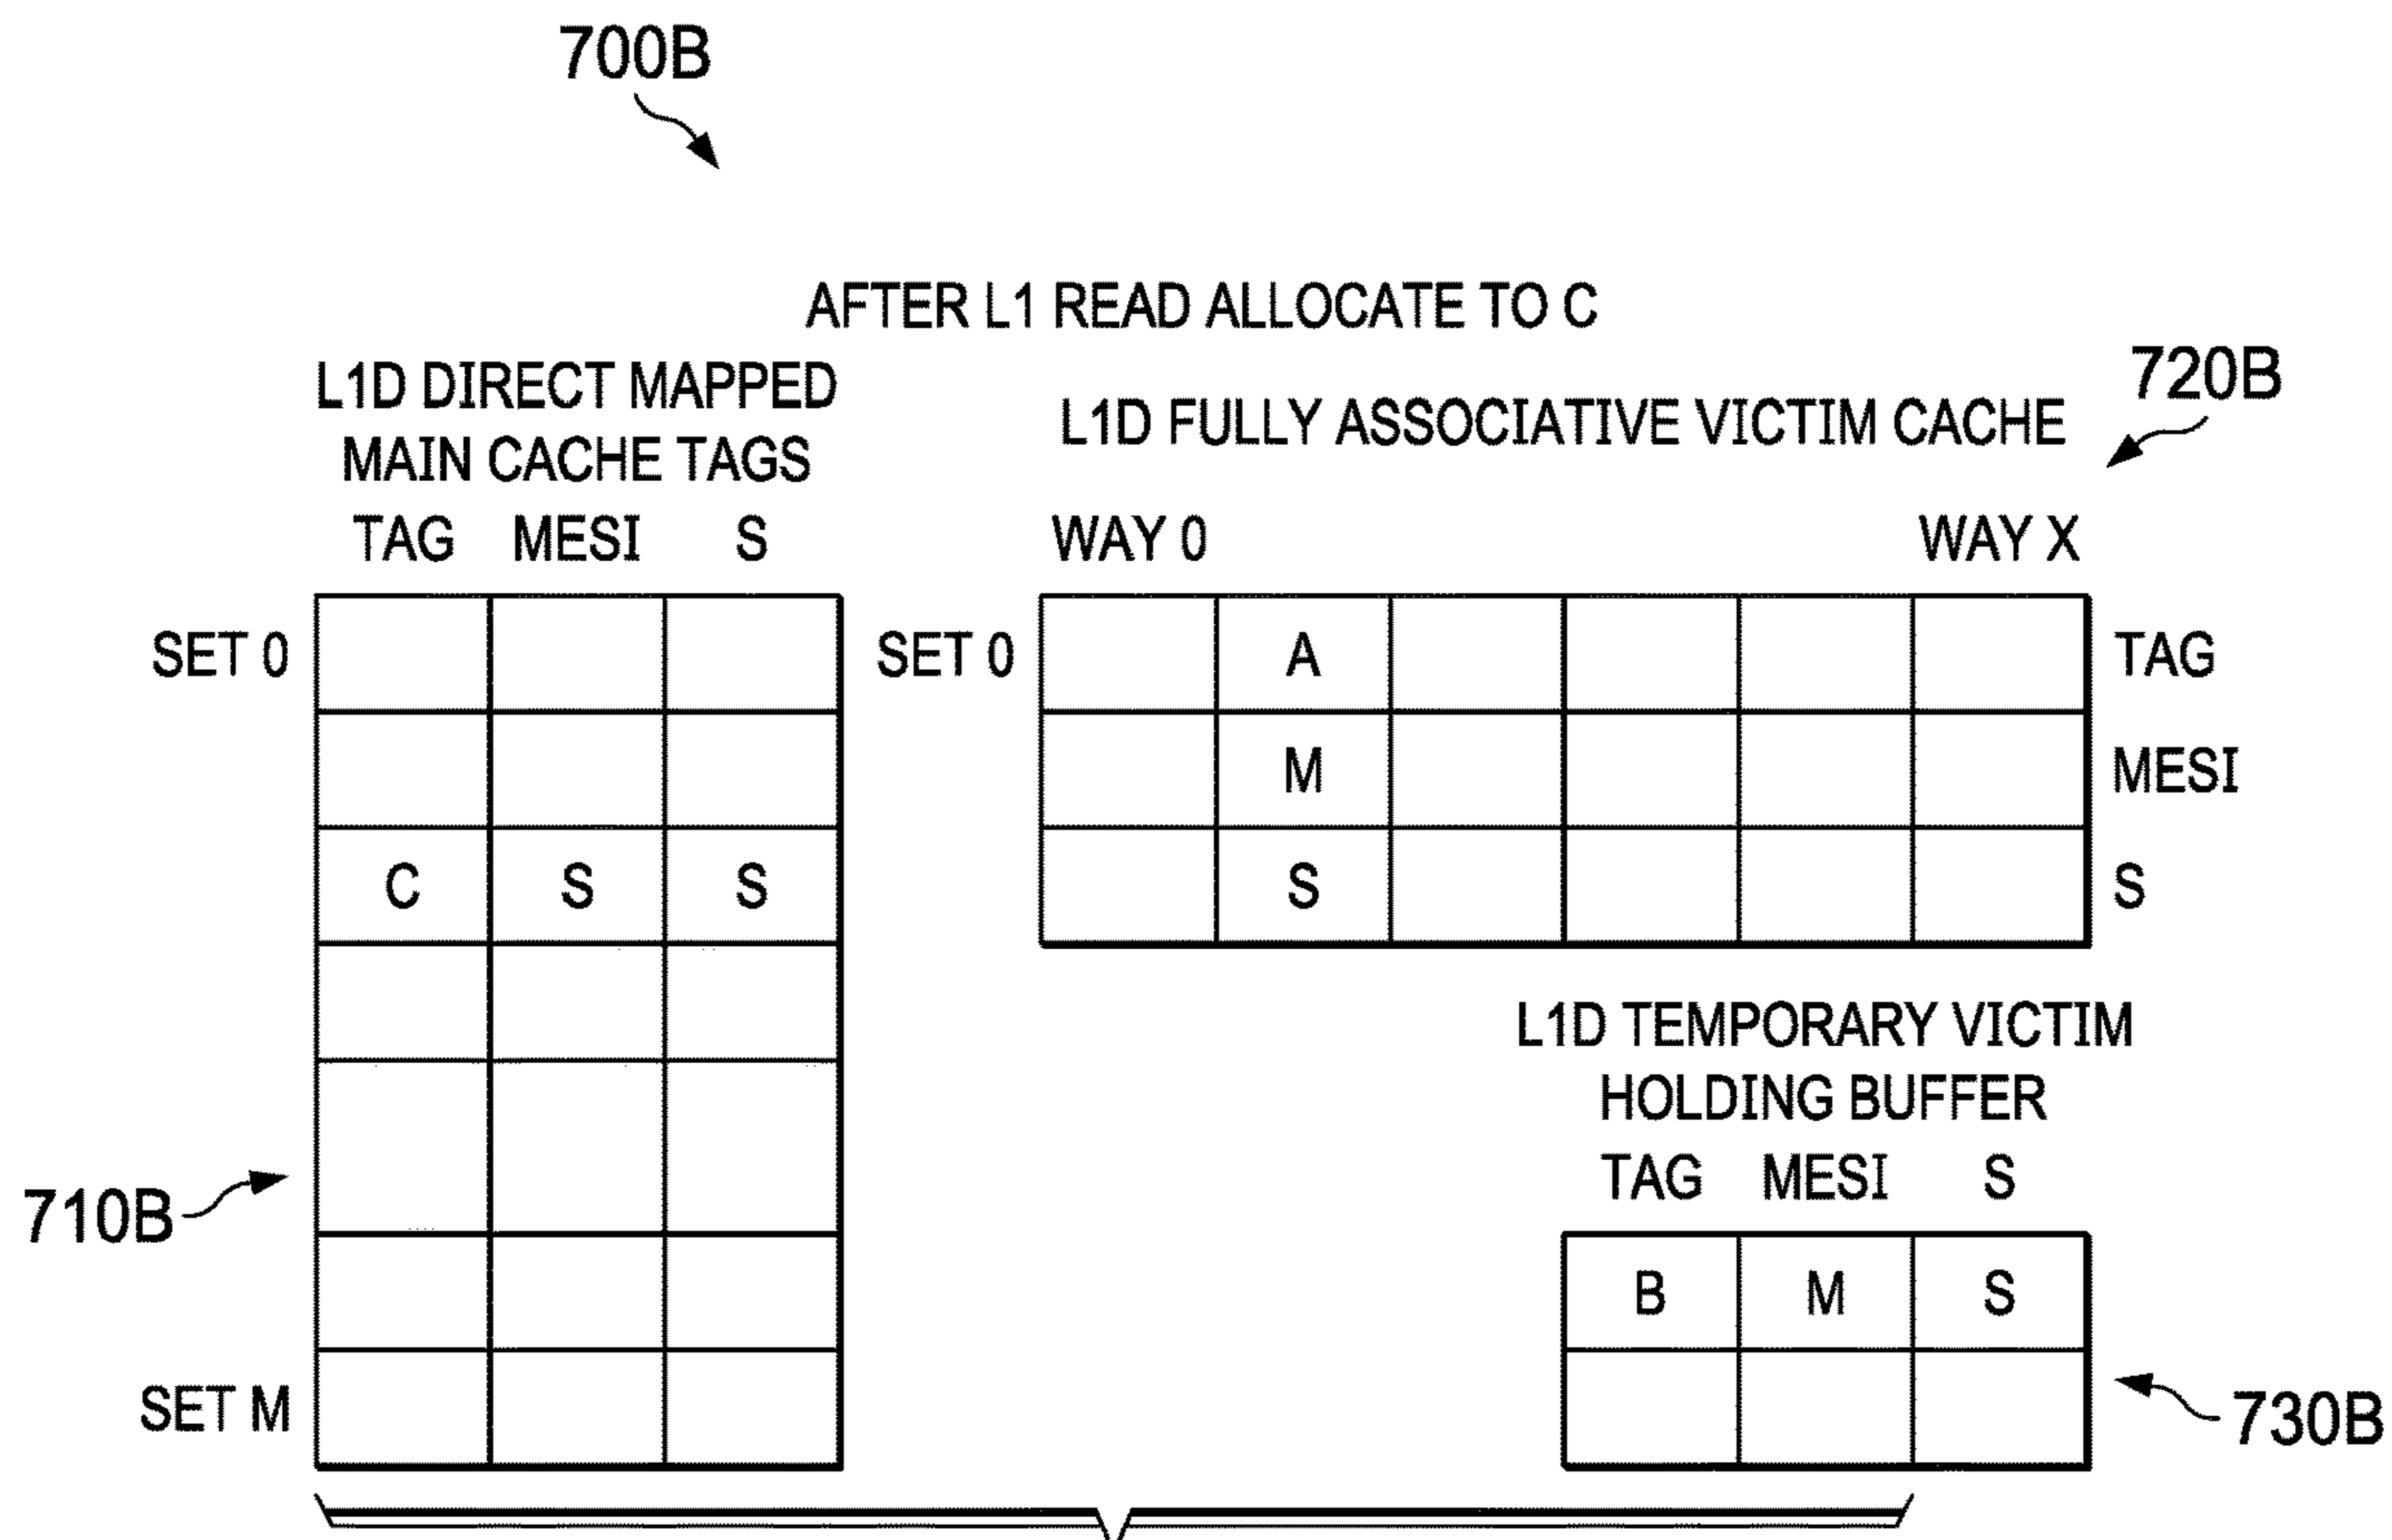 700B
AFTER L1 READ ALLOCATE TO C
L1D DIRECT MAPPED
MAIN CACHE TAGS
TAG MESI S
SET 0
C S S
710B
SET M
L1D FULLY ASSOCIATIVE VICTIM CACHE
720B
WAY 0 WAY X
SET 0 A TAG
M MESI
S S
L1D TEMPORARY VICTIM
HOLDING BUFFER
TAG MESI S
B M S
730B